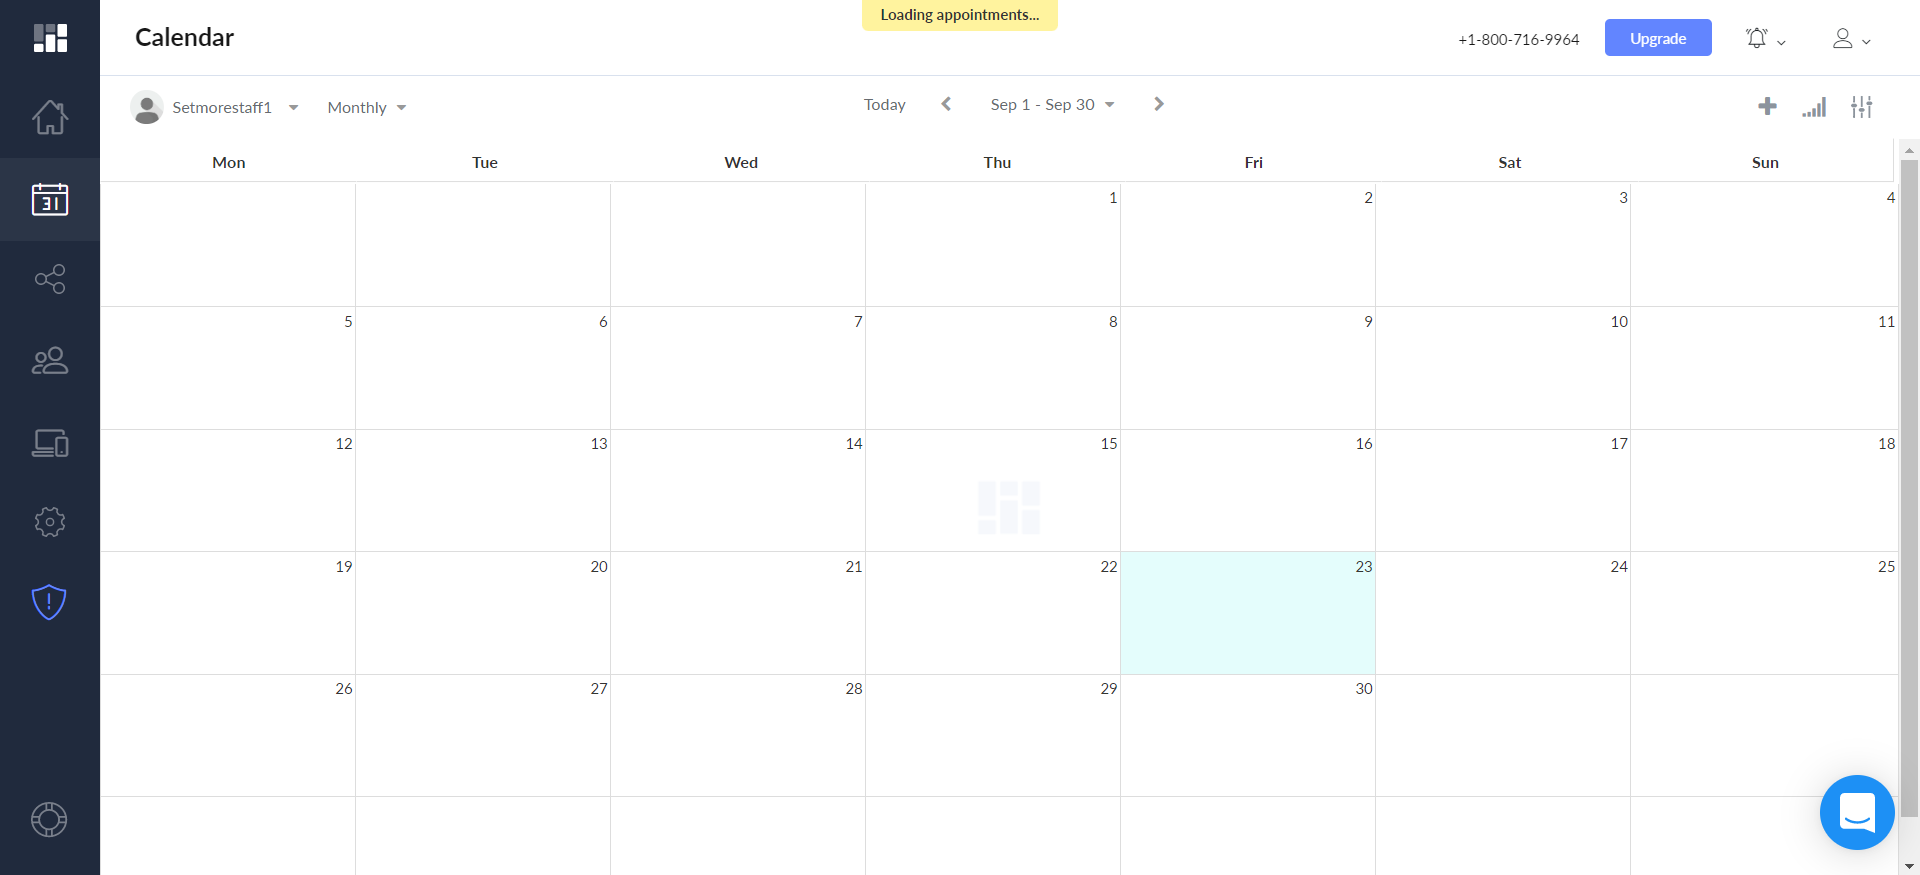 Loading appointments...
Calendar
+1-800-716-9964
Upgrade
Setmorestaff1
Monthly
Today
Sep 1 - Sep 30
Mon Tue Wed Thu Fri Sat Sun
1 2 3 4
5 6 7 8 9 10 11
12 13 14 15 16 17 18
19 20 21 22 23 24 25
26 27 28 29 30
31